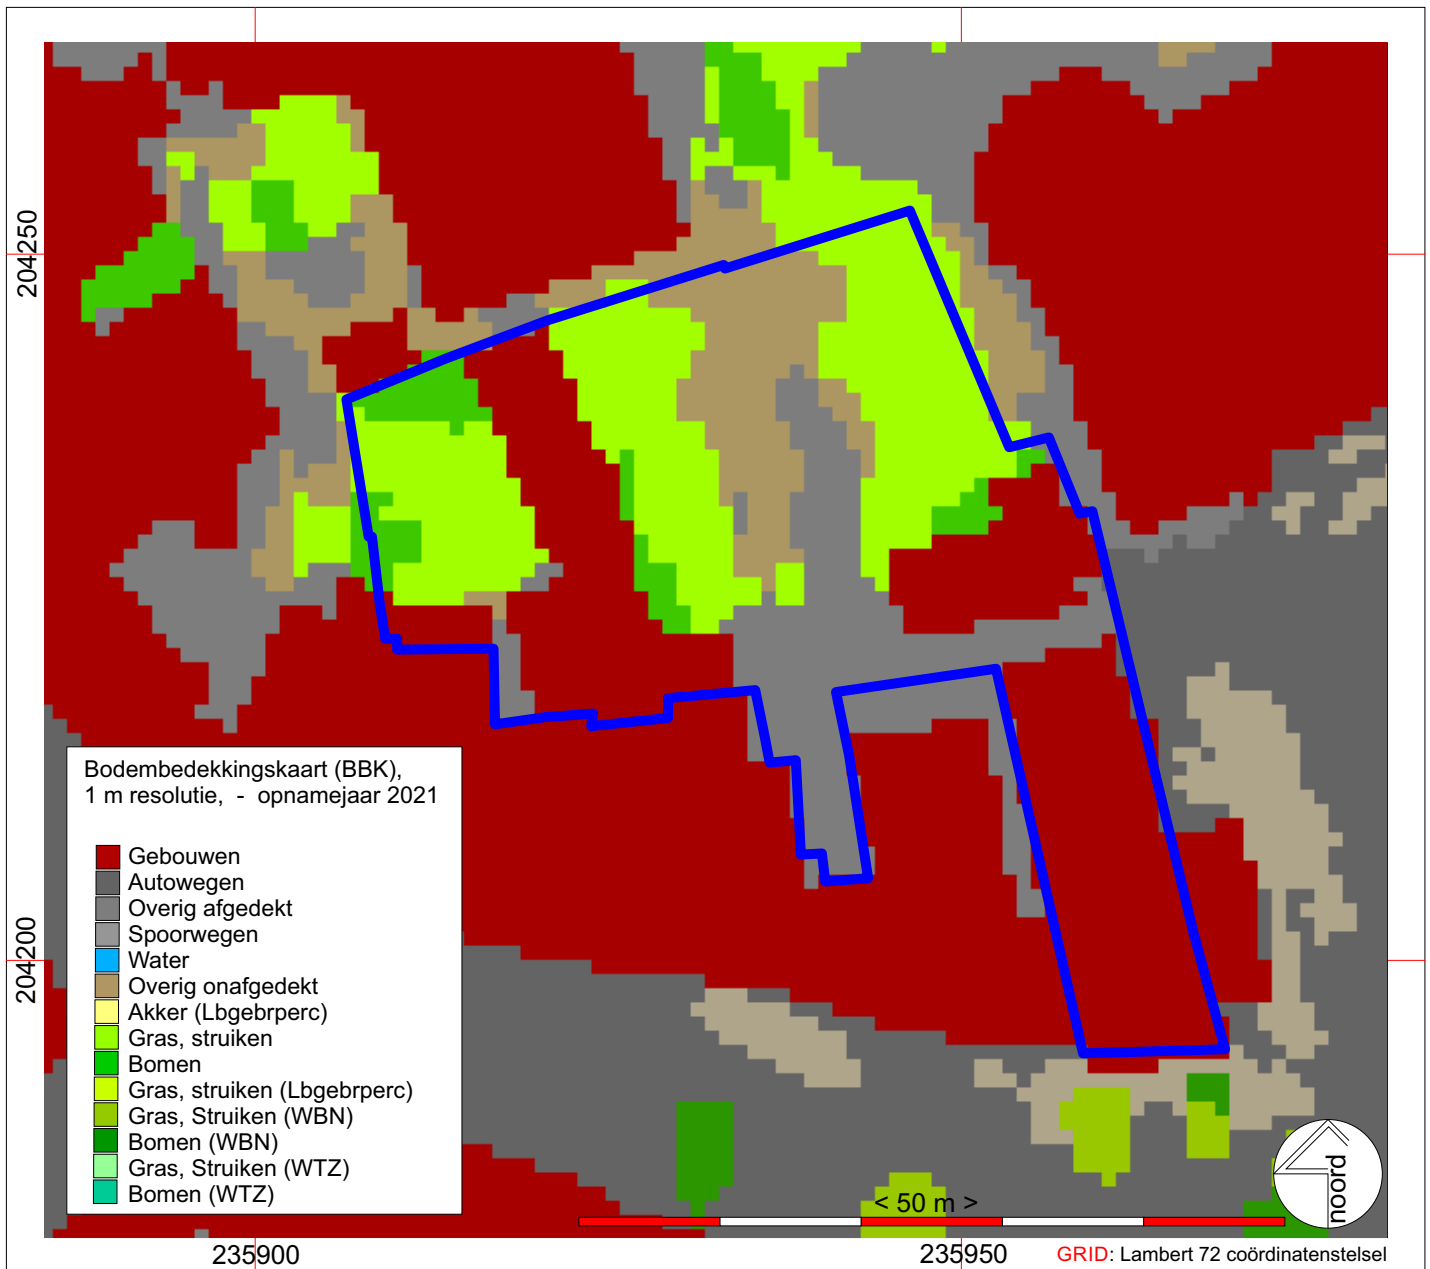 204250
204200
Bodembedekkingskaart (BBK),
1 m resolutie,  -  opnamejaar 2021
Gebouwen
Autowegen
Overig afgedekt
Spoorwegen
Water
Overig onafgedekt
Akker (Lbgebrperc)
Gras, struiken
Bomen
Gras, struiken (Lbgebrperc)
Gras, Struiken (WBN)
Bomen (WBN)
Gras, Struiken (WTZ)
Bomen (WTZ)
< 50 m >
noord
235900
235950
GRID: Lambert 72 coördinatenstelsel